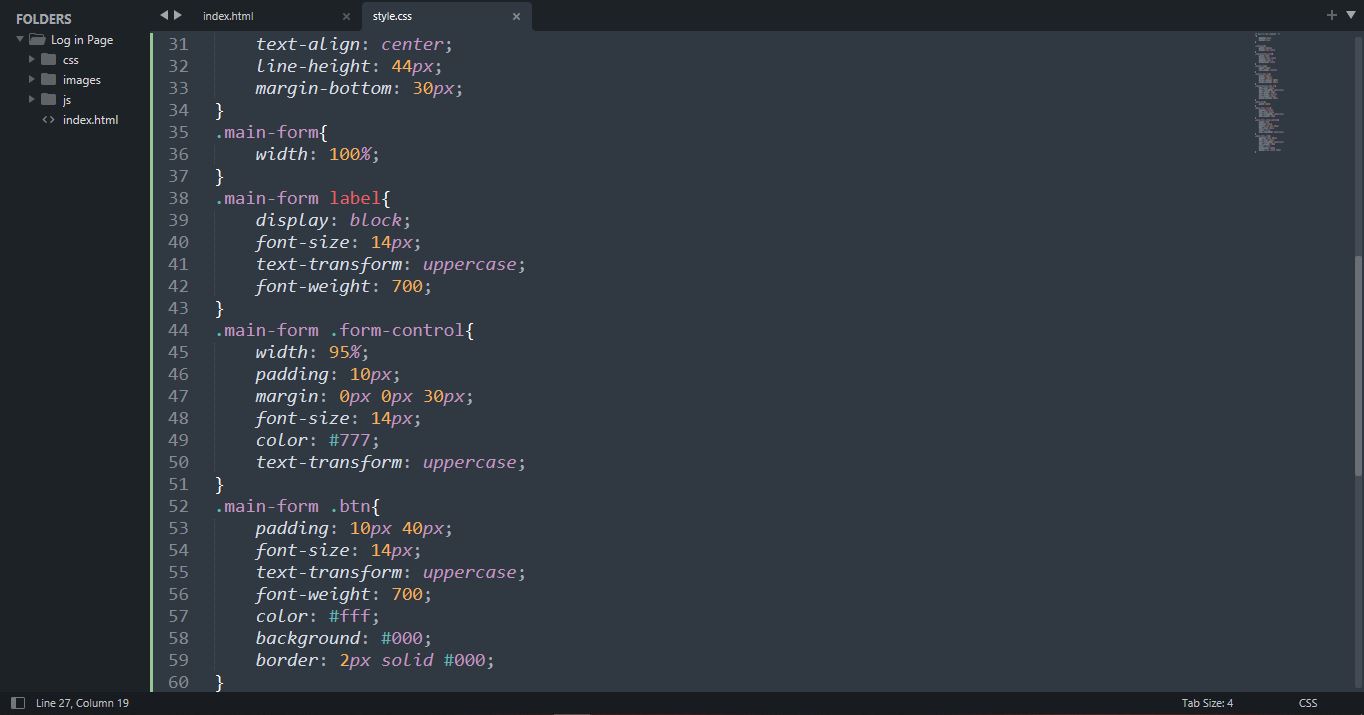 FOLDERS
Log in Page
css
images
js
index.html
index.html
style.css
31 text-align: center;
32 line-height: 44px;
33 margin-bottom: 30px;
34 }
35 .main-form{
36 width: 100%;
37 }
38 .main-form label{
39 display: block;
40 font-size: 14px;
41 text-transform: uppercase;
42 font-weight: 700;
43 }
44 .main-form .form-control{
45 width: 95%;
46 padding: 10px;
47 margin: 0px 0px 30px;
48 font-size: 14px;
49 color: #777;
50 text-transform: uppercase;
51 }
52 .main-form .btn{
53 padding: 10px 40px;
54 font-size: 14px;
55 text-transform: uppercase;
56 font-weight: 700;
57 color: #fff;
58 background: #000;
59 border: 2px solid #000;
60 }
Line 27, Column 19
Tab Size: 4
CSS